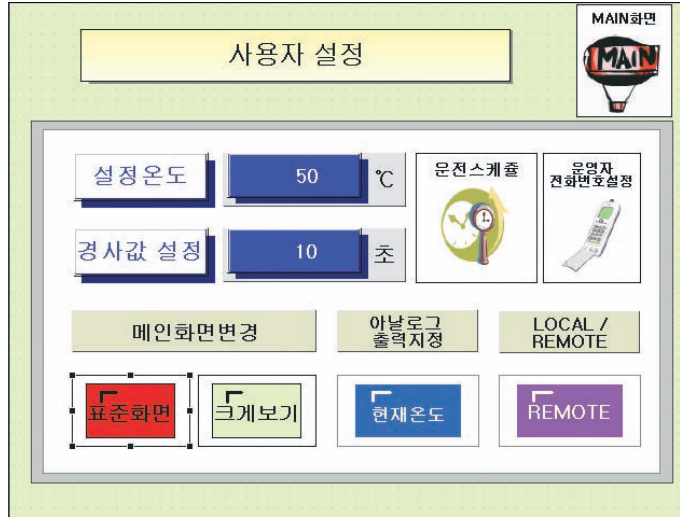 MAIN화면
MAIN
사용자 설정
설정온도
50
℃
운전스케쥴
운영자
전화번호설정
경사값 설정
10
초
메인화면변경
아날로그
출력지정
LOCAL /
REMOTE
표준화면
크게보기
현재온도
REMOTE